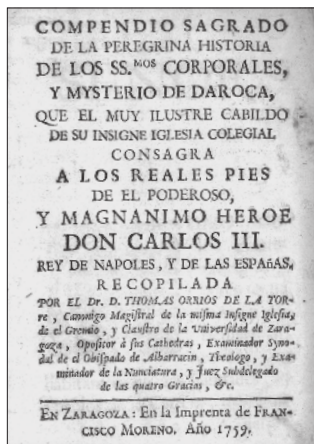 COMPENDIO SAGRADO
DE LA PEREGRINA HISTORIA
DE LOS SS.MOS CORPORALES,
Y MYSTERIO DE DAROCA,
QUE EL MUY ILUSTRE CABILDO
DE SU INSIGNE IGLESIA COLEGIAL
CONSAGRA
A LOS REALES PIES
DE EL PODEROSO,
Y MAGNANIMO HEROE
DON CARLOS III.
REY DE NAPOLES, Y DE LAS ESPAñAS,
RECOPILADA
POR EL Dr. D. THOMAS ORRIOS DE LA TOR-
re, Canonigo Magistral de la misma Insigne Iglesia,
de el Gremio, y Claustro de la Universidad de Zara-
goza, Opositor à sus Cathedras, Examinador Syno-
dal de el Obispado de Albarracin, Theologo, y Exa-
minador de la Nunciatura, y Juez Subdelegado
de las quatro Gracias, &c.
EN ZARAGOZA: En la Imprenta de FRAN-
CISCO MORENO. Año 1759.